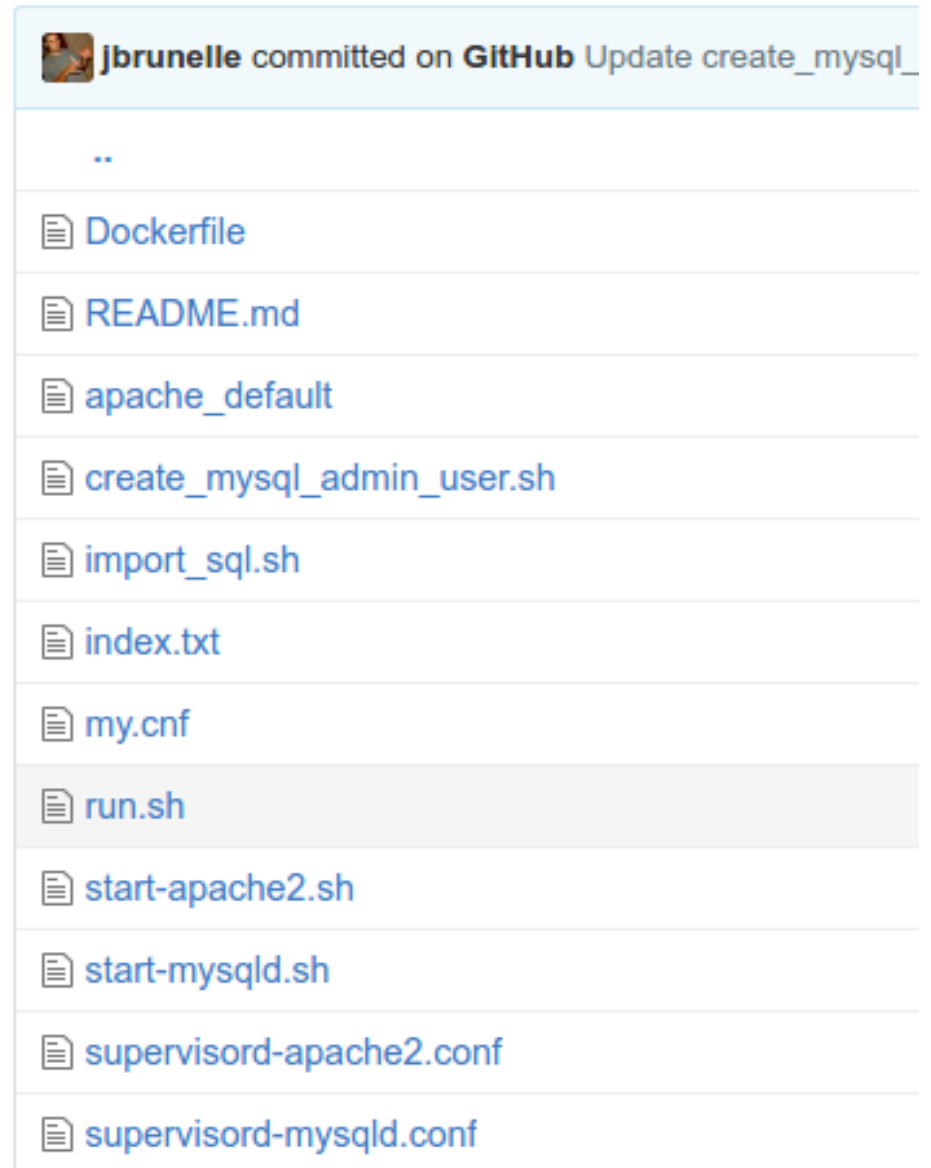 jbrunelle committed on GitHub Update create_mysql_
..
Dockerfile
README.md
apache_default
create_mysql_admin_user.sh
import_sql.sh
index.txt
my.cnf
run.sh
start-apache2.sh
start-mysqld.sh
supervisord-apache2.conf
supervisord-mysqld.conf